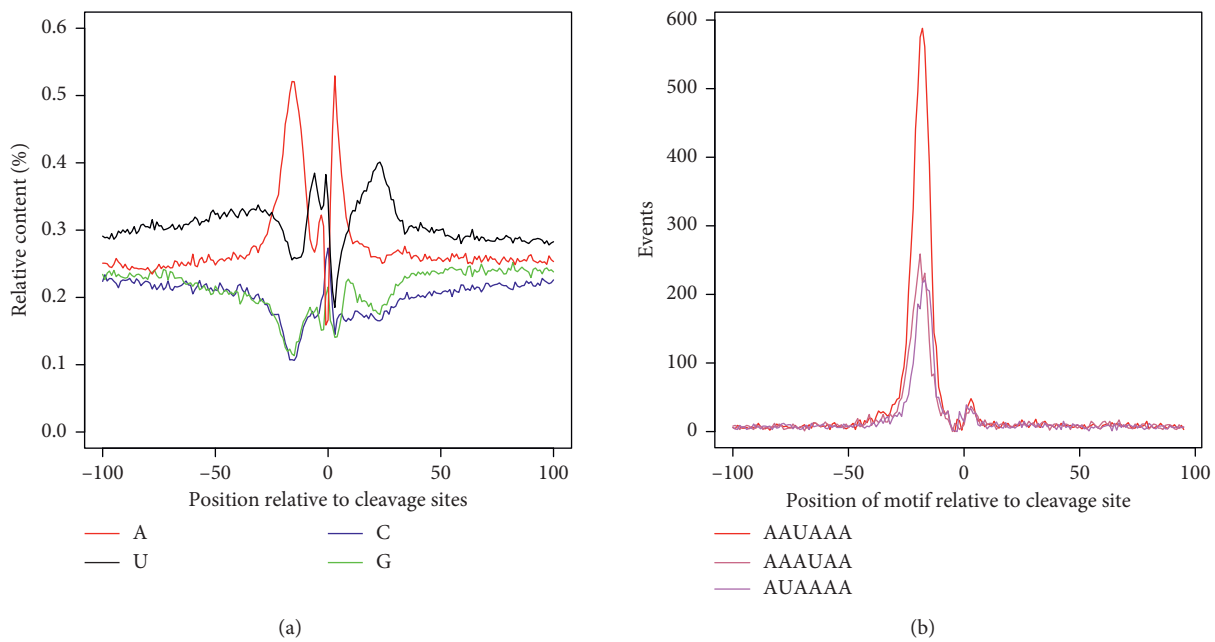 0.6
0.5
0.4
0.3
0.2
0.1
0.0
Relative content (%)
−100
−50
0
50
100
Position relative to cleavage sites
A
C
U
G
(a)
600
500
400
300
200
100
0
Events
−100
−50
0
50
100
Position of motif relative to cleavage site
AAUAAA
AAAUAA
AUAAAA
(b)